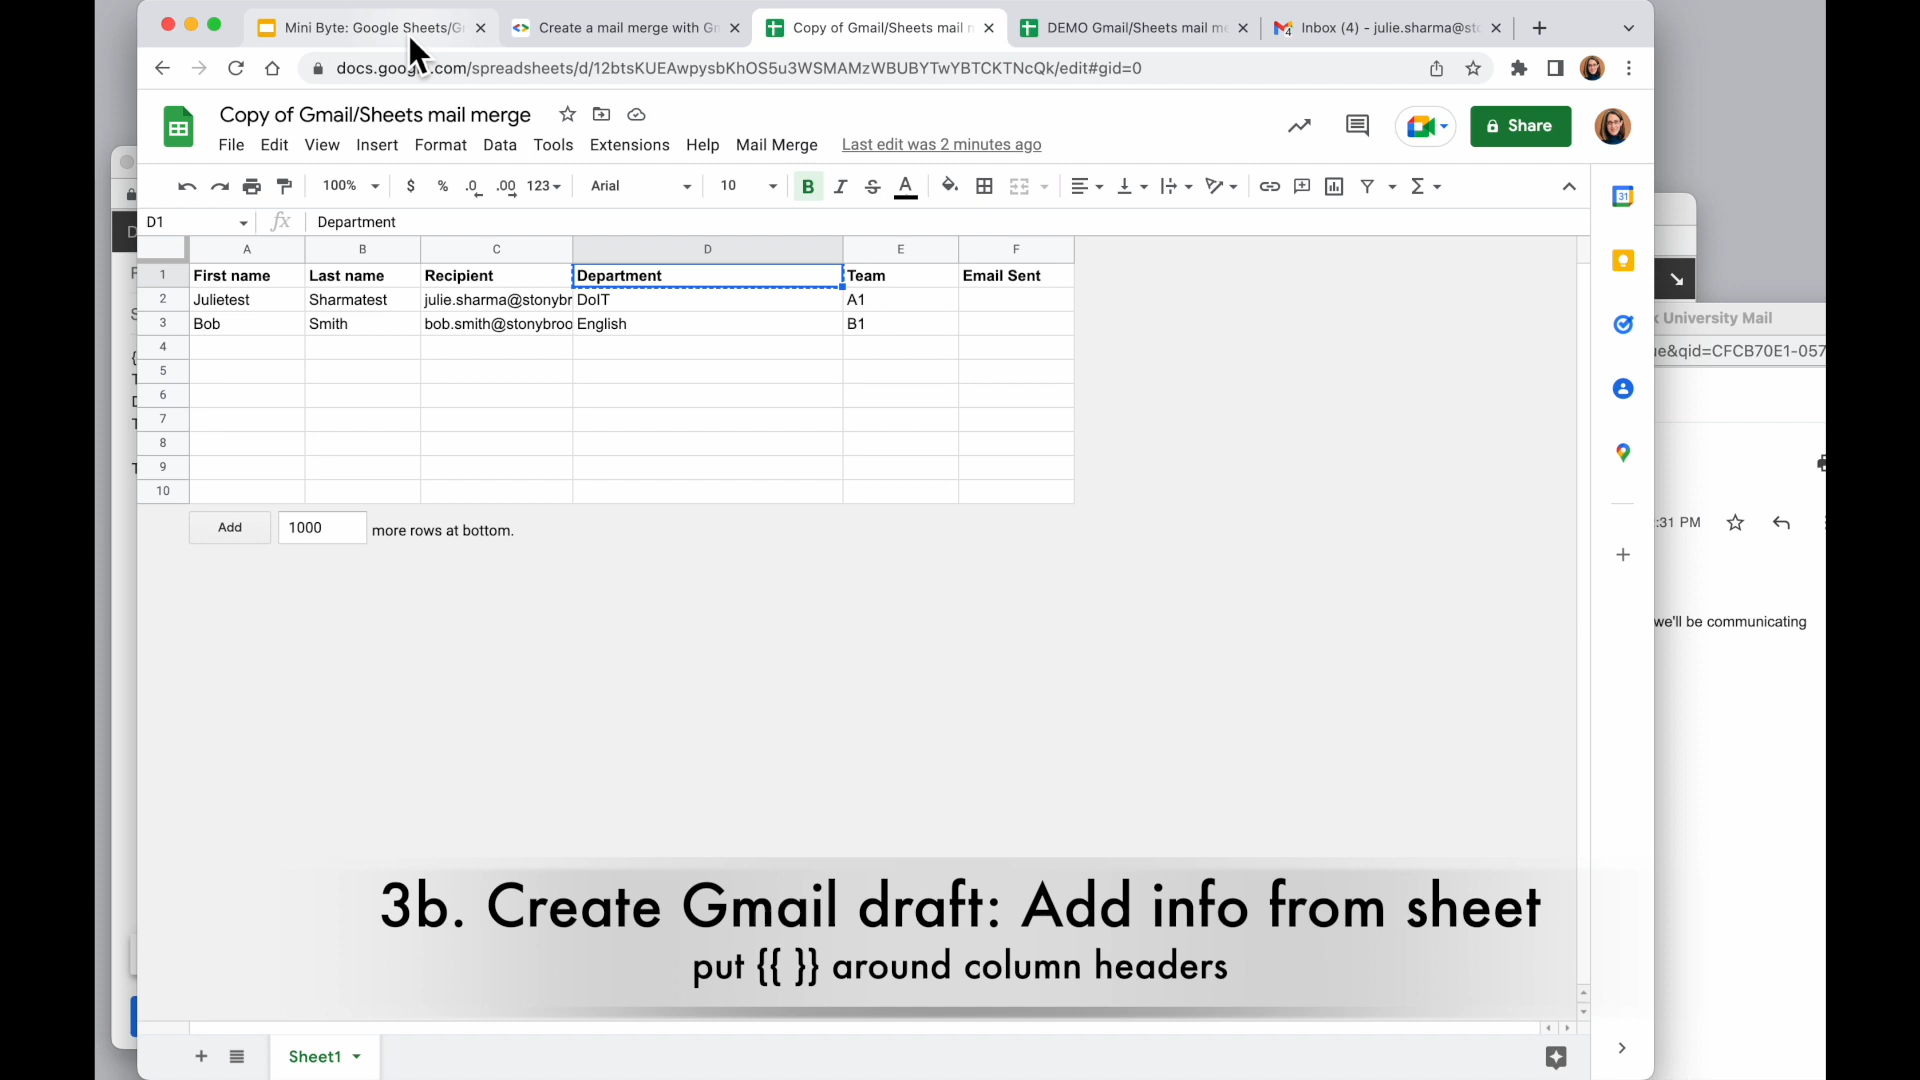 Mini Byte: Google Sheets/G
Create a mail merge with Gm
Copy of Gmail/Sheets mail m
DEMO Gmail/Sheets mail me
Inbox (4) - julie.sharma@sto
docs.google.com/spreadsheets/d/12btsKUEAwpysbKhOS5u3WSMAMzWBUBYTwYBTCKTNcQk/edit#gid=0
Copy of Gmail/Sheets mail merge
Share
File Edit View Insert Format Data Tools Extensions Help Mail Merge Last edit was 2 minutes ago
100% $ % .0 .00 123 Arial 10 B I S A
D1 fx Department
A B C D E F
1 First name Last name Recipient Department Team Email Sent
2 Julietest Sharmatest julie.sharma@stonybr DoIT A1
3 Bob Smith bob.smith@stonybroo English B1
4
5
6
7
8
9
10
Add 1000 more rows at bottom.
k University Mail
ue&qid=CFCB70E1-057
:31 PM
we'll be communicating
3b. Create Gmail draft: Add info from sheet
put {{ }} around column headers
Sheet1